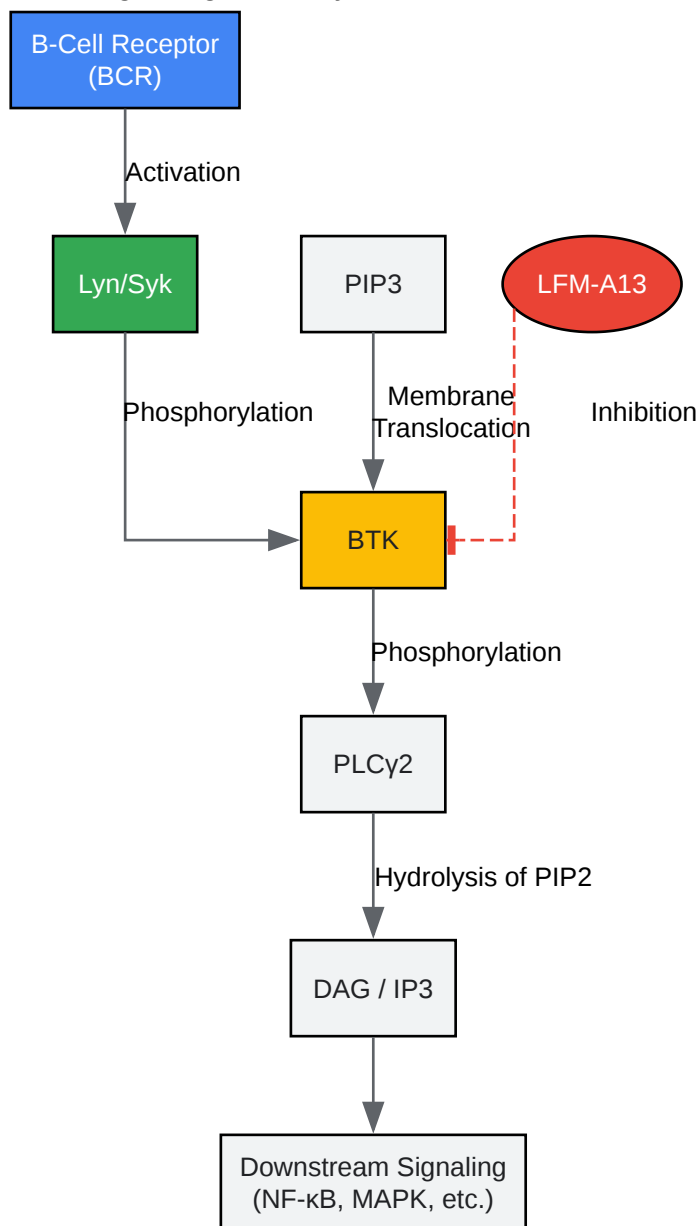 B-Cell Receptor
(BCR)
Activation
Lyn/Syk
PIP3
LFM-A13
Phosphorylation
Membrane
Translocation
Inhibition
BTK
Phosphorylation
PLCγ2
Hydrolysis of PIP2
DAG / IP3
Downstream Signaling
(NF-κB, MAPK, etc.)